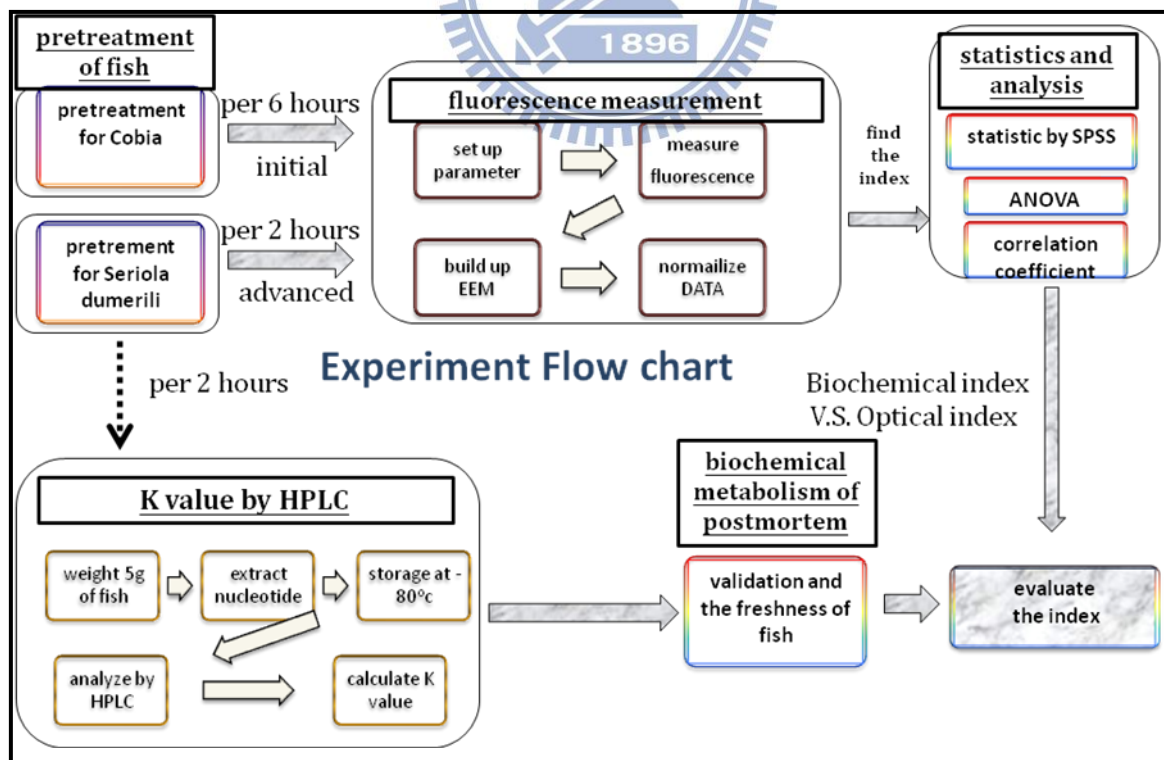 1896
pretreatment
of fish
pretreatment
for Cobia
per 6 hours
initial
pretrement
for Seriola
dumerili
per 2 hours
advanced
fluorescence measurement
set up
parameter
measure
fluorescence
build up
EEM
normailize
DATA
find
the
index
statistics and
analysis
statistic by SPSS
ANOVA
correlation
coefficient
per 2 hours
Experiment Flow chart
Biochemical index
V.S. Optical index
K value by HPLC
weight 5g
of fish
extract
nucleotide
storage at -
80°c
analyze by
HPLC
calculate K
value
biochemical
metabolism of
postmortem
validation and
the freshness of
fish
evaluate
the index